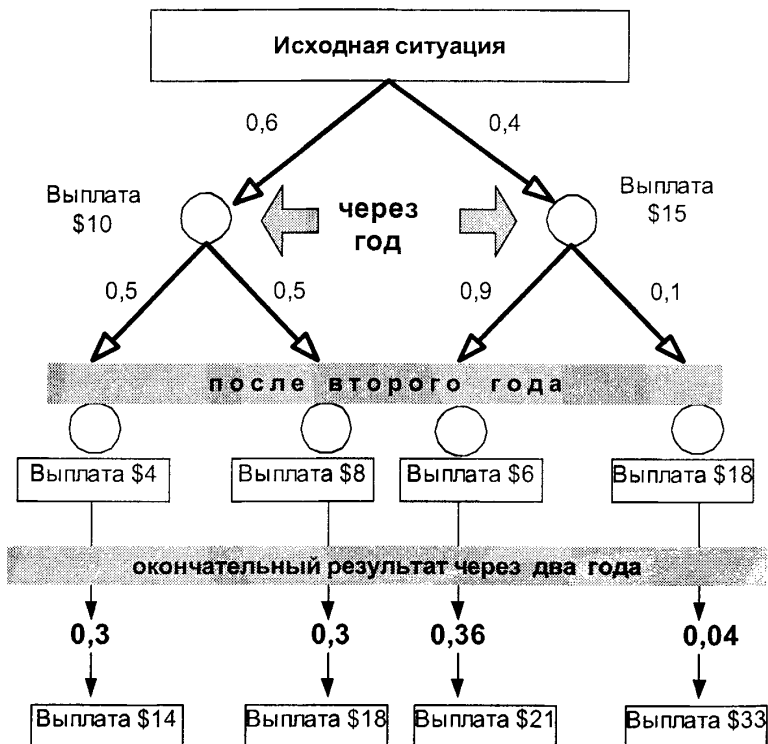 Исходная ситуация
0,6
0,4
Выплата
$10
через
год
Выплата
$15
0,5
0,5
0,9
0,1
после второго года
Выплата $4
Выплата $8
Выплата $6
Выплата $18
окончательный результат через два года
0,3
0,3
0,36
0,04
Выплата $14
Выплата $18
Выплата $21
Выплата $33